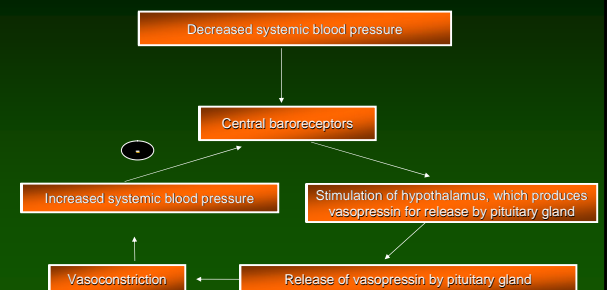 Decreased systemic blood pressure
Central baroreceptors
-
Increased systemic blood pressure
Stimulation of hypothalamus, which produces
vasopressin for release by pituitary gland
Vasoconstriction
Release of vasopressin by pituitary gland